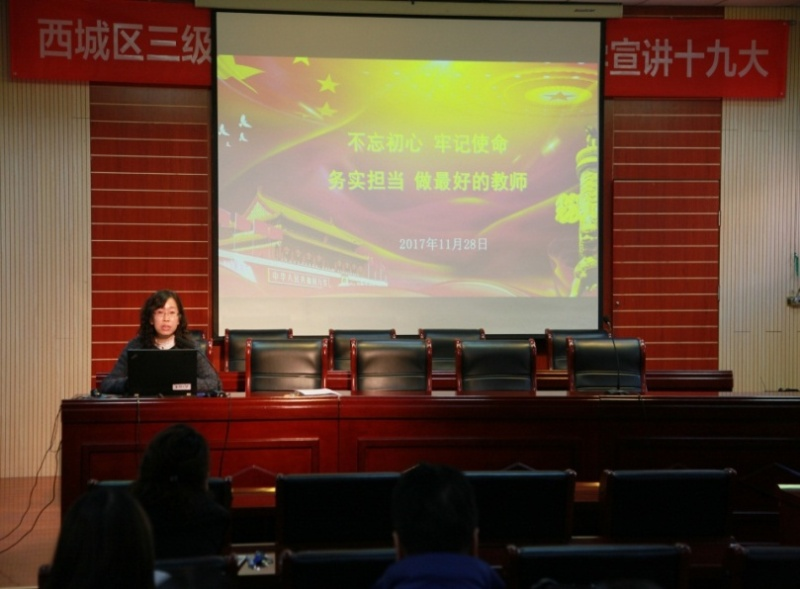 西城区三级
宣讲十九大
不忘初心 牢记使命
务实担当 做最好的教师
2017年11月28日